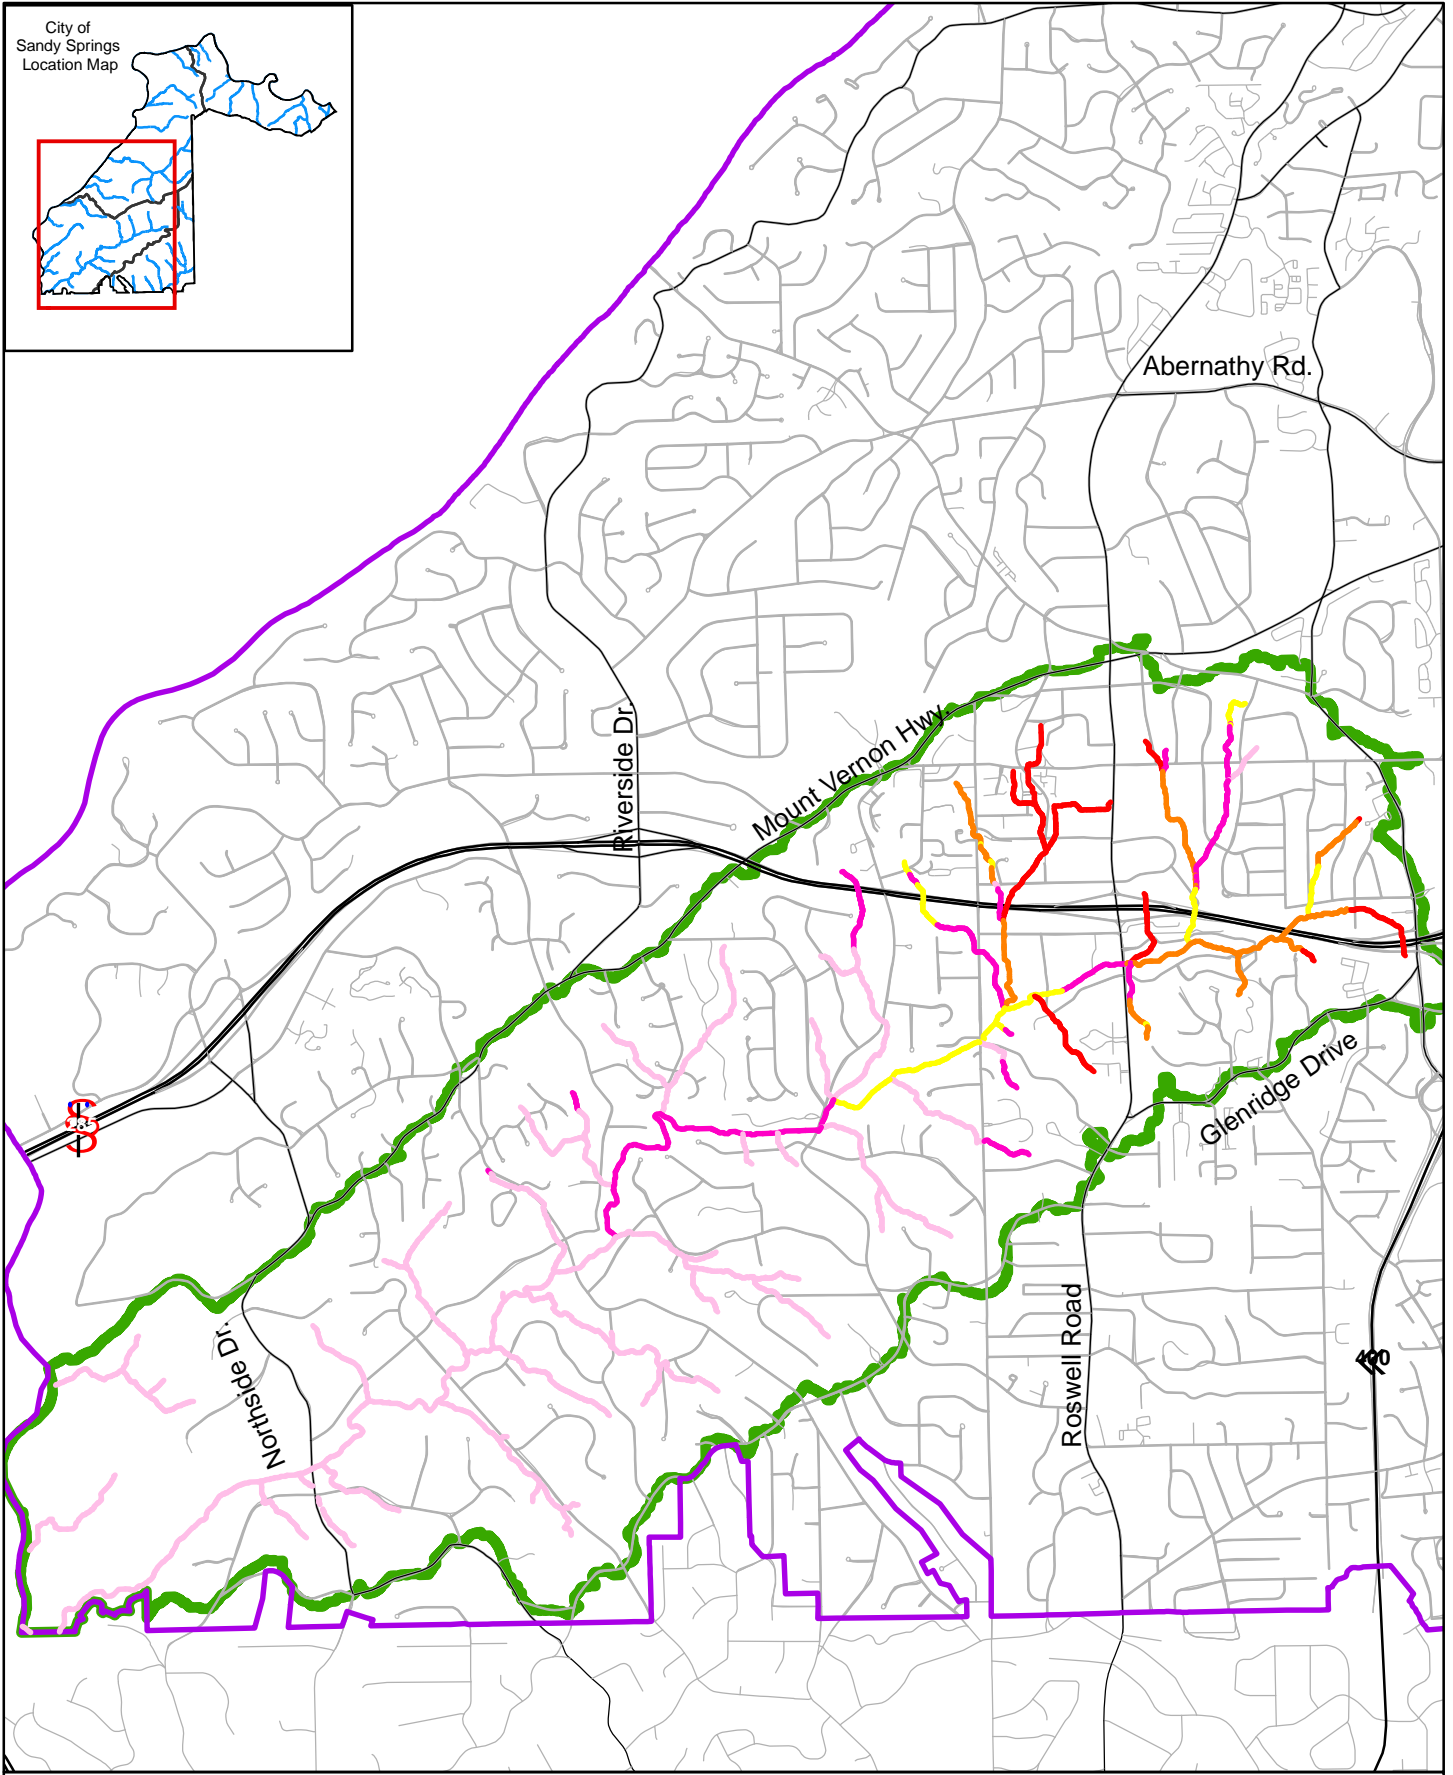 City of
Sandy Springs
Location Map
Abernathy Rd.
Mount Vernon Hwy.
Riverside Dr.
Glenridge Drive
Roswell Road
Northside Dr.
400